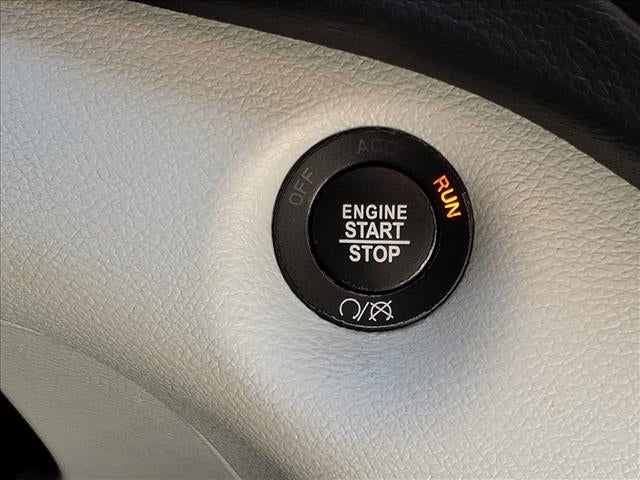 OFF
ACC
RUN
ENGINE
START
STOP